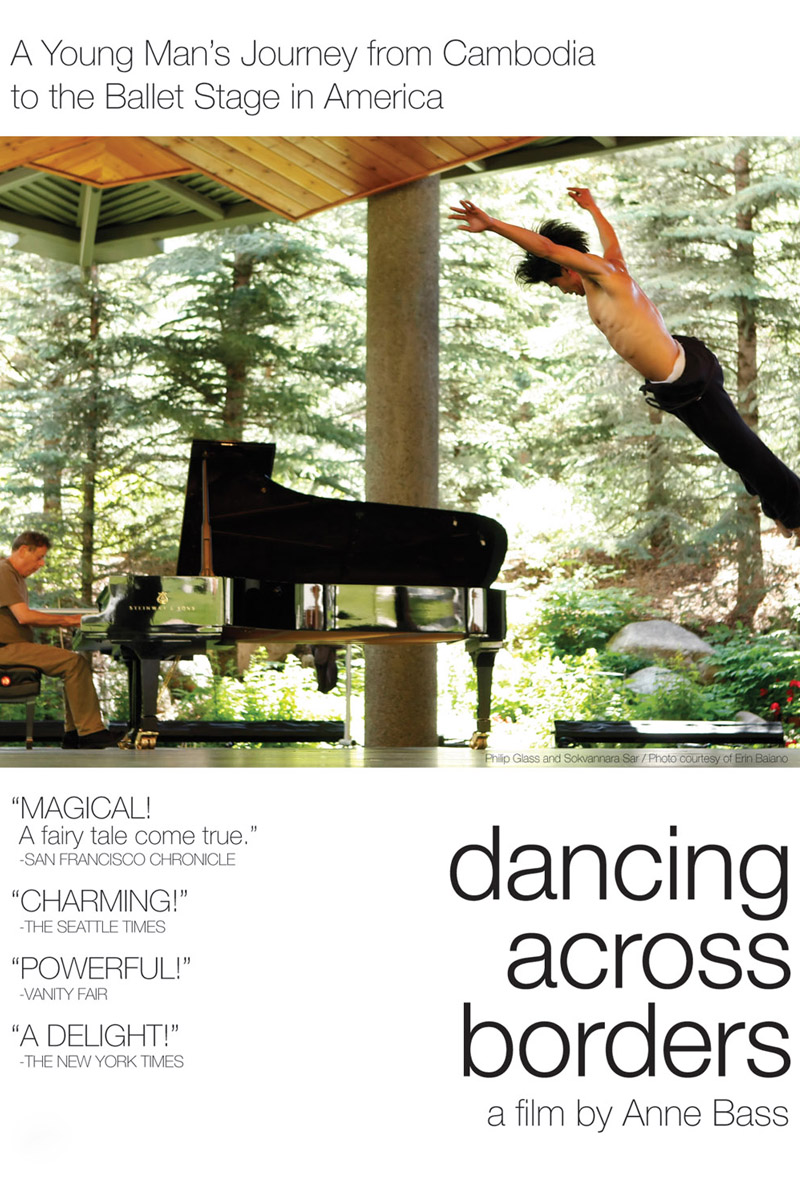 A Young Man's Journey from Cambodia
to the Ballet Stage in America
STEINWAY & SONS
Philip Glass and Sokvannara Sar / Photo courtesy of Erin Baiano
“MAGICAL!
A fairy tale come true.”
-SAN FRANCISCO CHRONICLE
“CHARMING!”
-THE SEATTLE TIMES
“POWERFUL!”
-VANITY FAIR
“A DELIGHT!”
-THE NEW YORK TIMES
dancing
across
borders
a film by Anne Bass